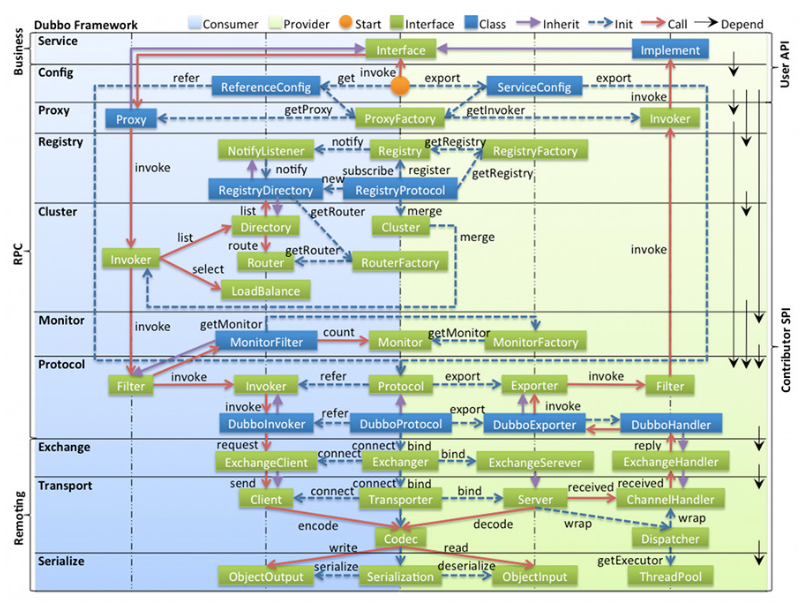 Dubbo Framework
Consumer
Provider
Start
Interface
Class
Inherit
Init
Call
Depend
Business
RPC
Remoting
User API
Contributor SPI
Service
Interface
Implement
Config
refer
ReferenceConfig
get
invoke
export
ServiceConfig
export
Proxy
Proxy
getProxy
ProxyFactory
getInvoker
Invoker
invoke
Registry
NotifyListener
notify
Registry
getRegistry
RegistryFactory
invoke
notify
subscribe
register
getRegistry
RegistryDirectory
new
RegistryProtocol
Cluster
list
getRouter
merge
Directory
Cluster
list
route
getRouter
merge
Invoker
Router
RouterFactory
invoke
select
LoadBalance
Monitor
invoke
getMonitor
MonitorFilter
count
Monitor
getMonitor
MonitorFactory
Protocol
Filter
invoke
Invoker
refer
Protocol
export
Exporter
invoke
Filter
invoke
refer
export
invoke
DubboInvoker
DubboProtocol
DubboExporter
DubboHandler
Exchange
request
connect
bind
reply
ExchangeClient
connect
Exchanger
bind
ExchangeSerever
ExchangeHandler
Transport
send
connect
bind
received
received
Client
connect
Transporter
bind
Server
ChannelHandler
encode
decode
wrap
wrap
Codec
Dispatcher
write
read
Serialize
getExecutor
ObjectOutput
serialize
Serialization
deserialize
ObjectInput
ThreadPool